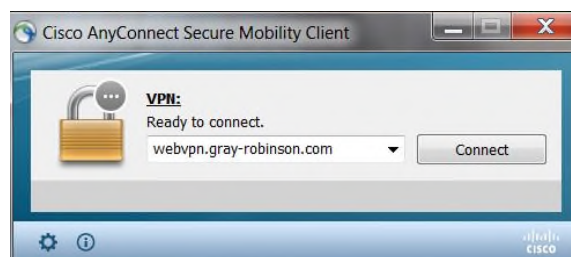 Cisco AnyConnect Secure Mobility Client
VPN:
Ready to connect.
webvpn.gray-robinson.com
Connect
CISCO